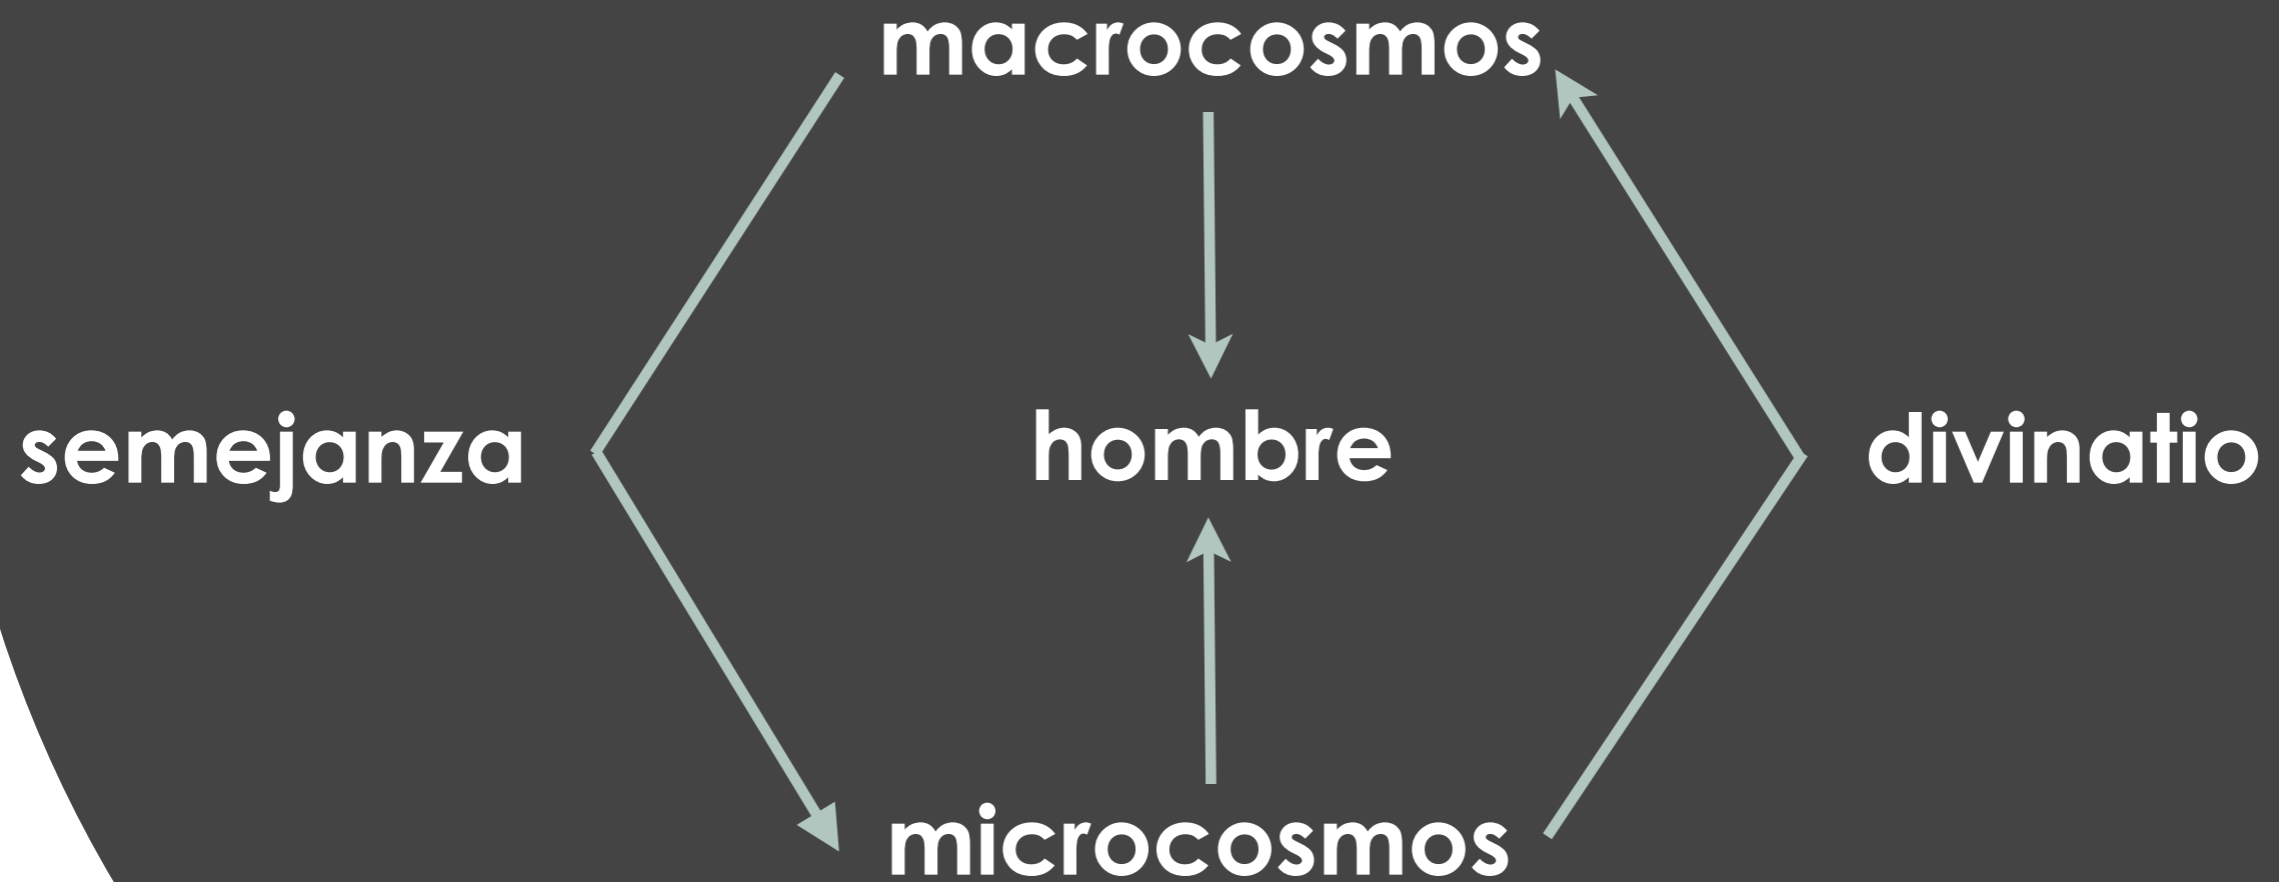 macrocosmos
semejanza
hombre
divinatio
microcosmos